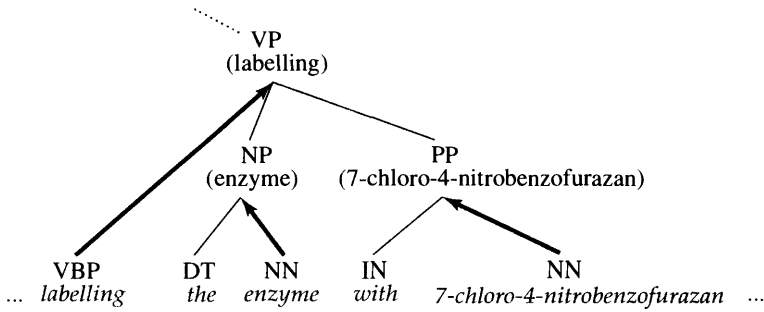 VP
(labelling)
NP PP
(enzyme) (7-chloro-4-nitrobenzofurazan)
VBP DT NN IN NN
... labelling the enzyme with 7-chloro-4-nitrobenzofurazan ...